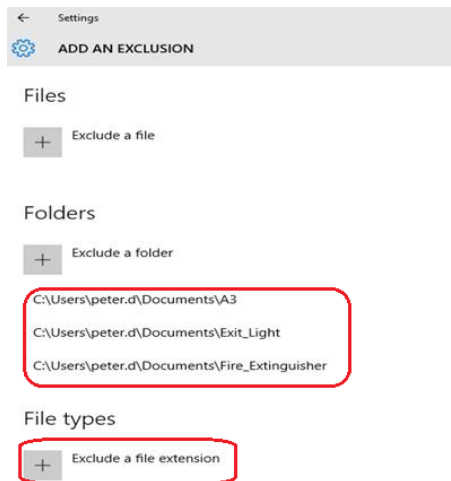 Settings
ADD AN EXCLUSION
Files
Exclude a file
Folders
Exclude a folder
C:\Users\peter.d\Documents\A3
C:\Users\peter.d\Documents\Exit_Light
C:\Users\peter.d\Documents\Fire_Extinguisher
File types
Exclude a file extension